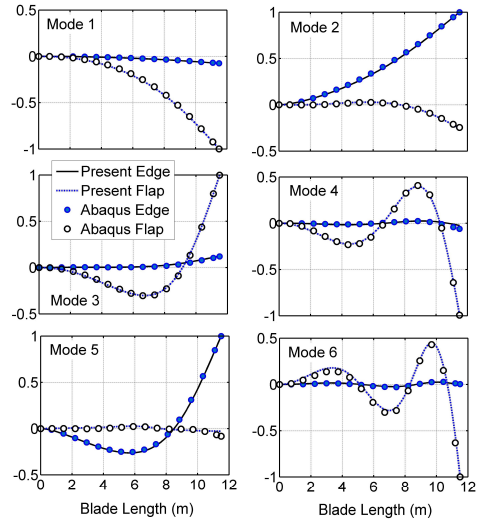 0.5
Mode 1
0
-0.5
-1
1
Mode 2
0.5
0
0.5
1
Present Edge
Present Flap
Abaqus Edge
Abaqus Flap
0.5
0
0.5
Mode 3
0.5
Mode 4
0
-0.5
-1
1
Mode 5
0.5
0
0.5
0 2 4 6 8 10 12
Blade Length (m)
0.5
Mode 6
0
-0.5
-1
0 2 4 6 8 10 12
Blade Length (m)